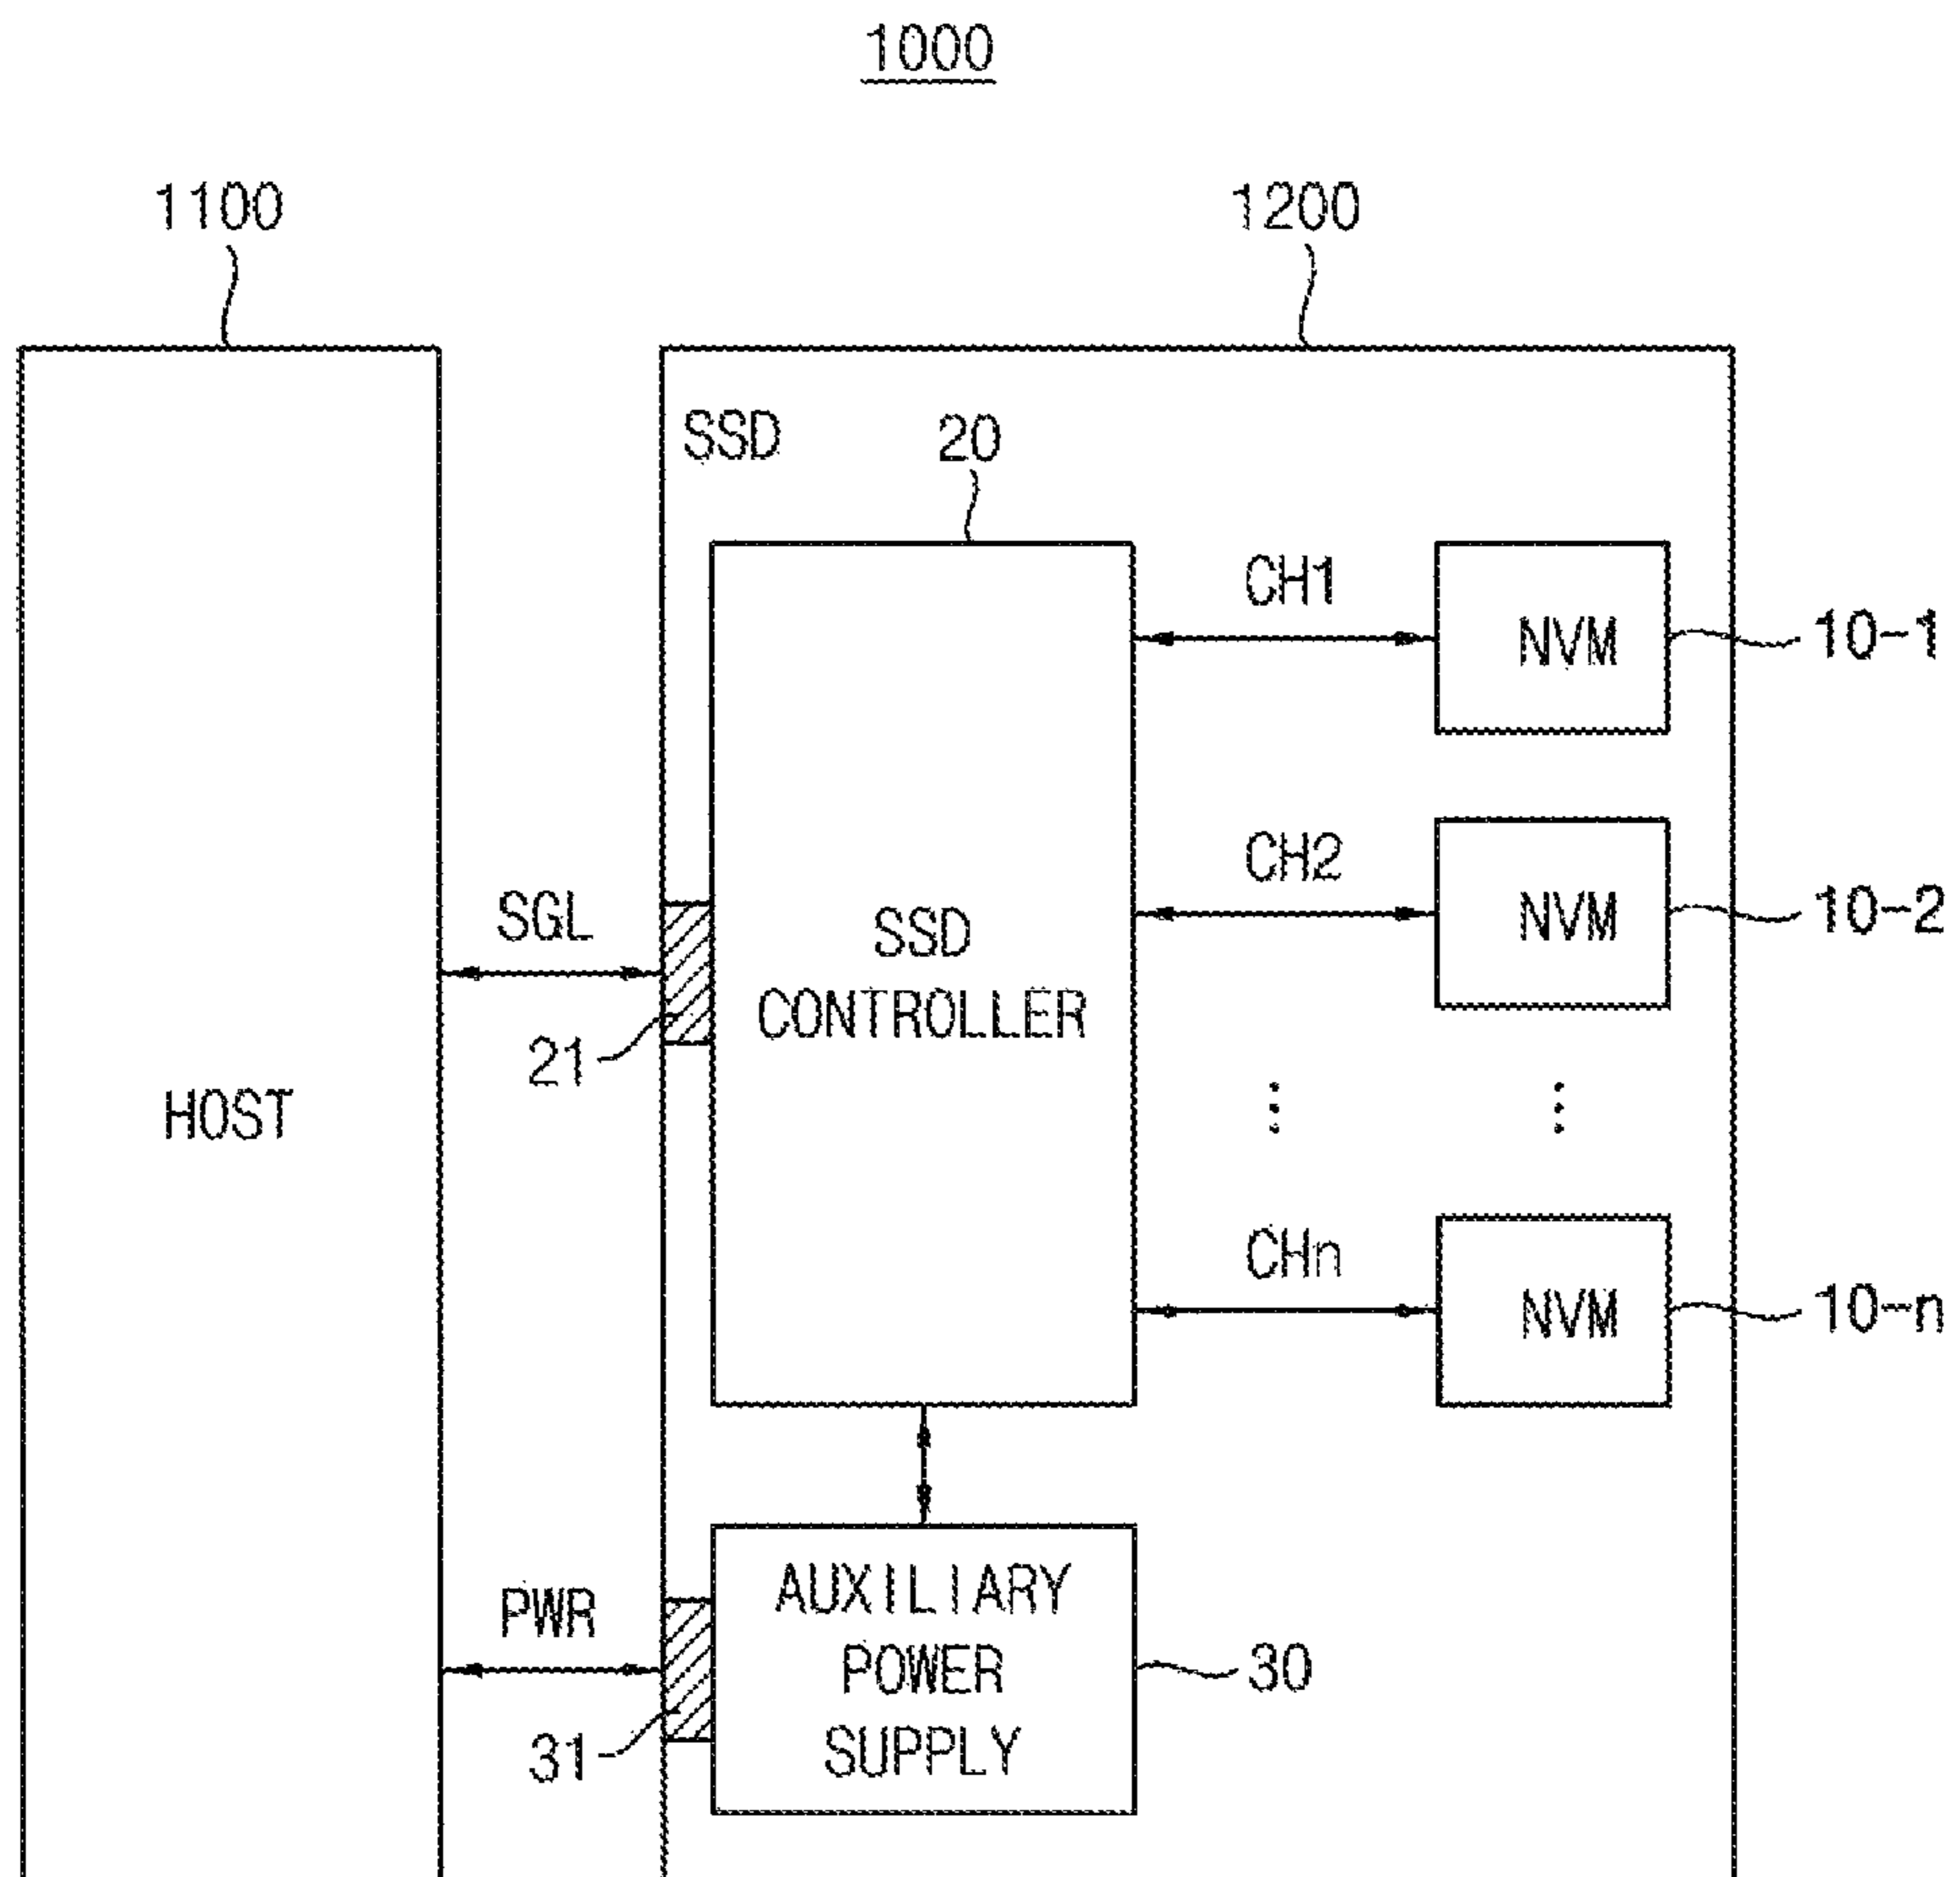 1000
1100
1200
SSD
20
CH1
NVM
10-1
CH2
NVM
10-2
SGL
SSD
CONTROLLER
21
HOST
CHn
NVM
10-n
PWR
AUXILIARY
POWER
SUPPLY
30
31